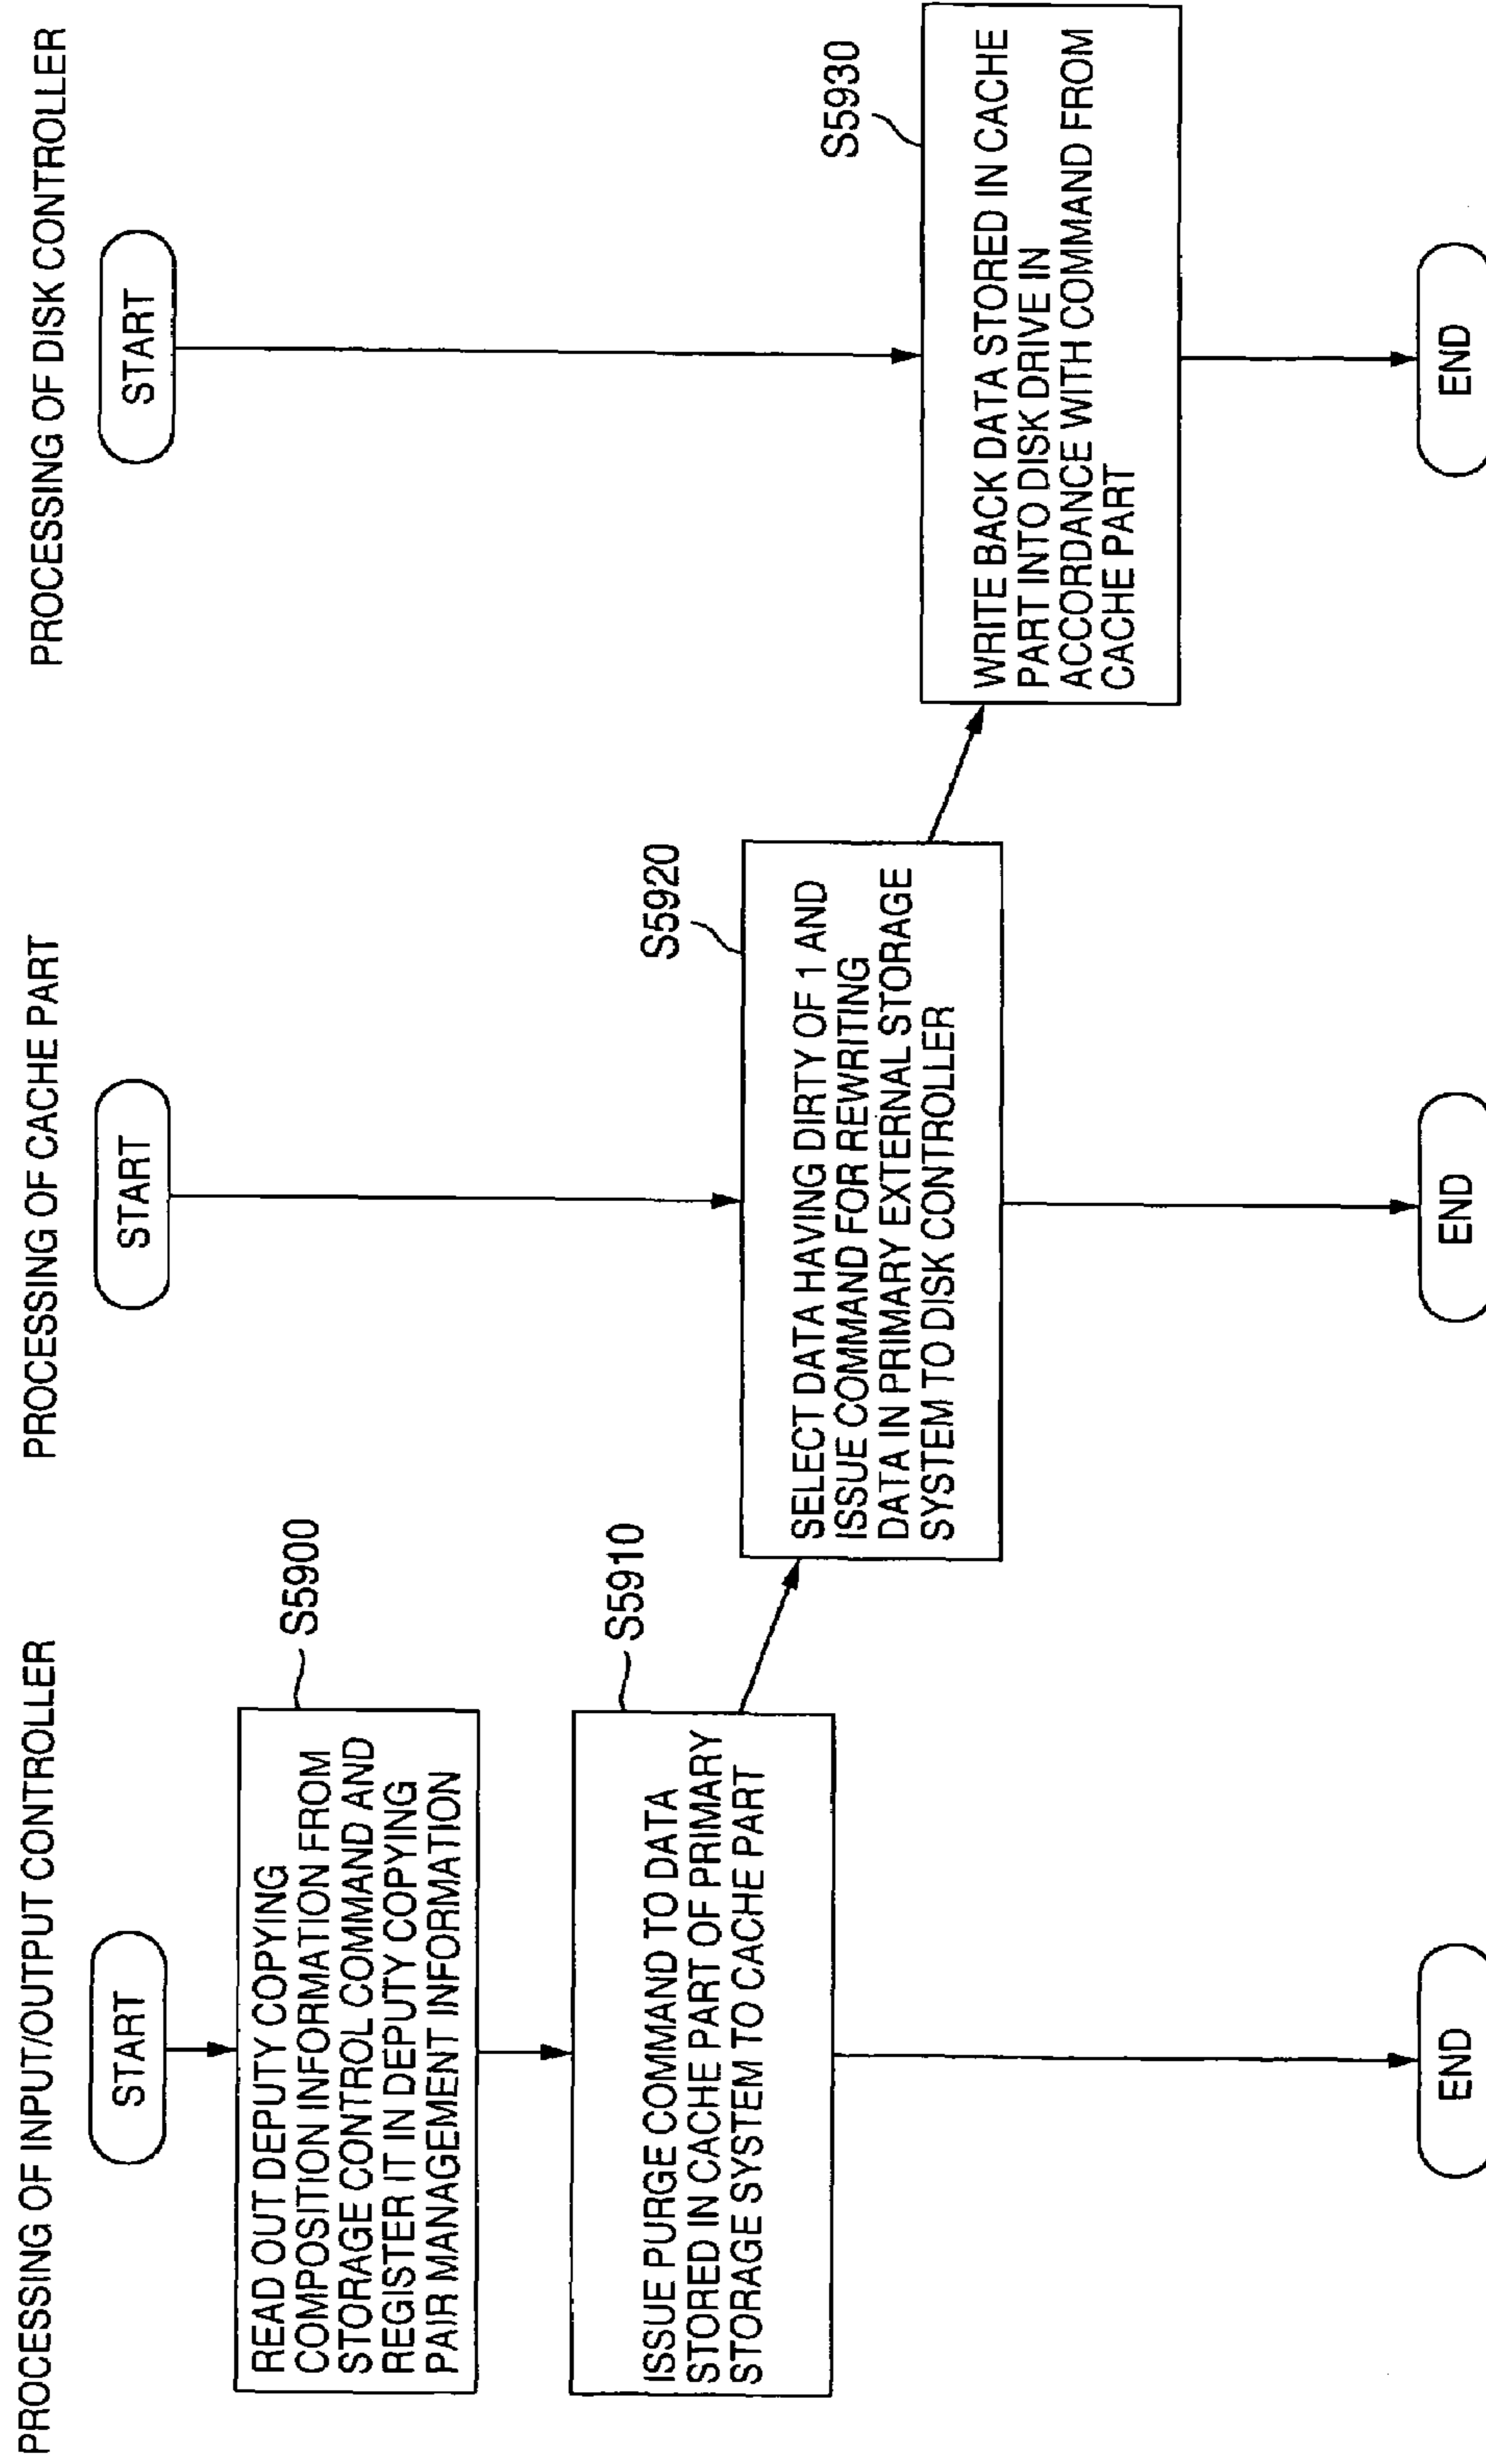 PROCESSING OF INPUT/OUTPUT CONTROLLER
START
S5900
READ OUT DEPUTY COPYING
COMPOSITION INFORMATION FROM
STORAGE CONTROL COMMAND AND
REGISTER IT IN DEPUTY COPYING
PAIR MANAGEMENT INFORMATION
S5910
ISSUE PURGE COMMAND TO DATA
STORED IN CACHE PART OF PRIMARY
STORAGE SYSTEM TO CACHE PART
END
PROCESSING OF CACHE PART
START
S5920
SELECT DATA HAVING DIRTY OF 1 AND
ISSUE COMMAND FOR REWRITING
DATA IN PRIMARY EXTERNAL STORAGE
SYSTEM TO DISK CONTROLLER
END
PROCESSING OF DISK CONTROLLER
START
S5930
WRITE BACK DATA STORED IN CACHE
PART INTO DISK DRIVE IN
ACCORDANCE WITH COMMAND FROM
CACHE PART
END